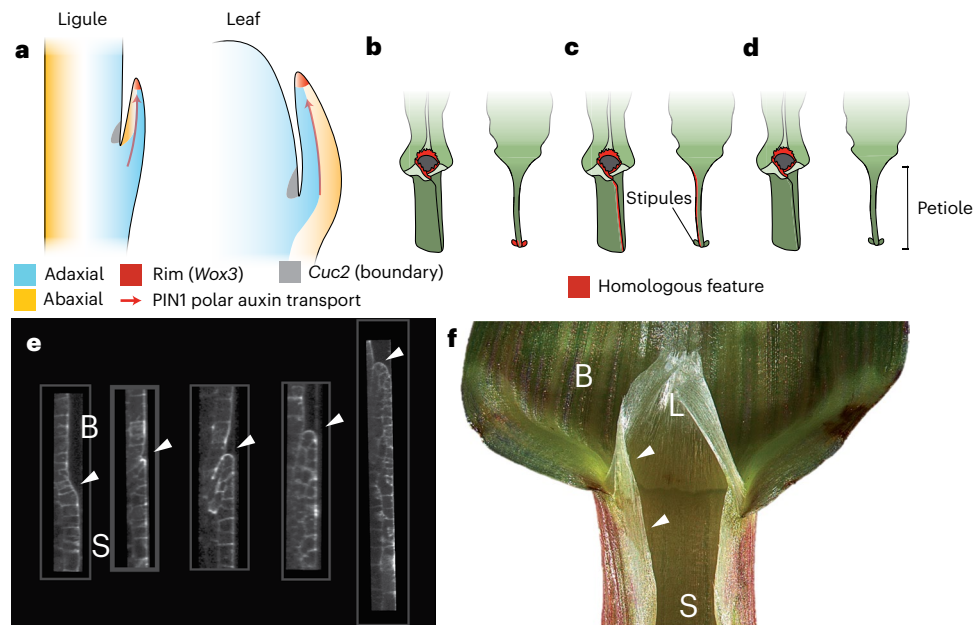 Ligule Leaf
a b c d
Stipules
Petiole
Adaxial Rim (Wox3) Cuc2 (boundary)
Abaxial PIN1 polar auxin transport
Homologous feature
e f
B
S
B
L
S